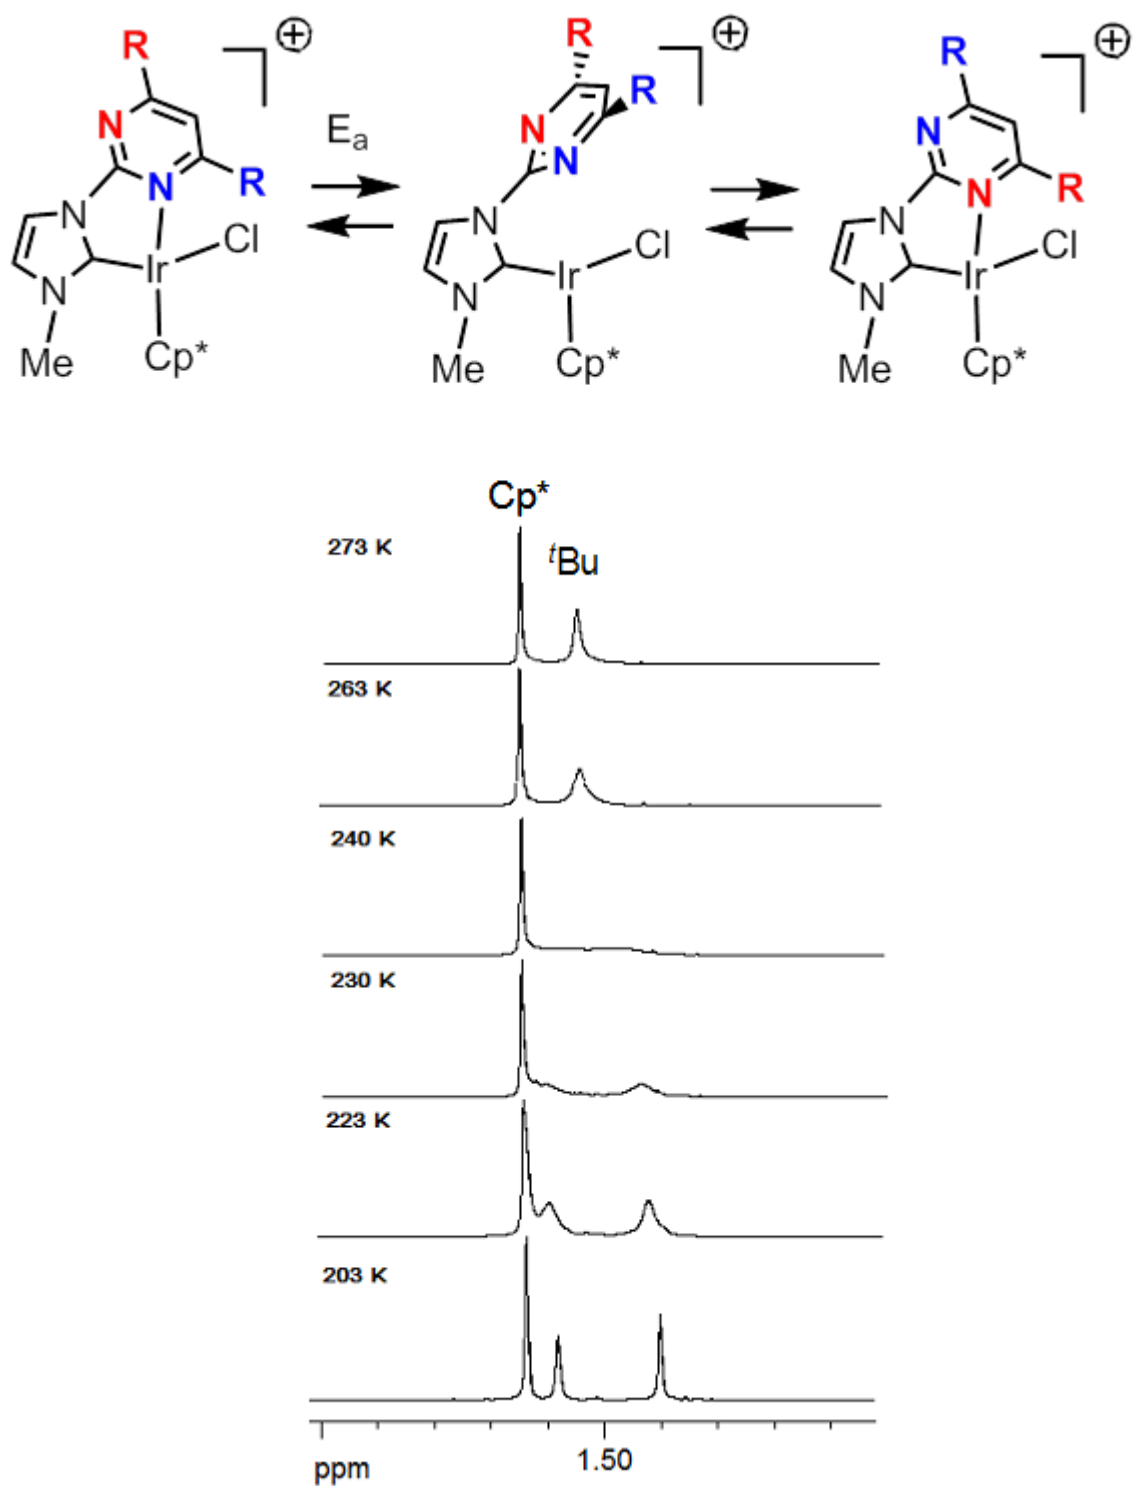 R ⊕ R ⊕ R ⊕
N R Eₐ N R N R
N N N
N Cl N Cl N Cl
Ir Ir Ir
N N N
Me Cp* Me Cp* Me Cp*
Cp*
273 K
ᵗBu
263 K
240 K
230 K
223 K
203 K
ppm 1.50